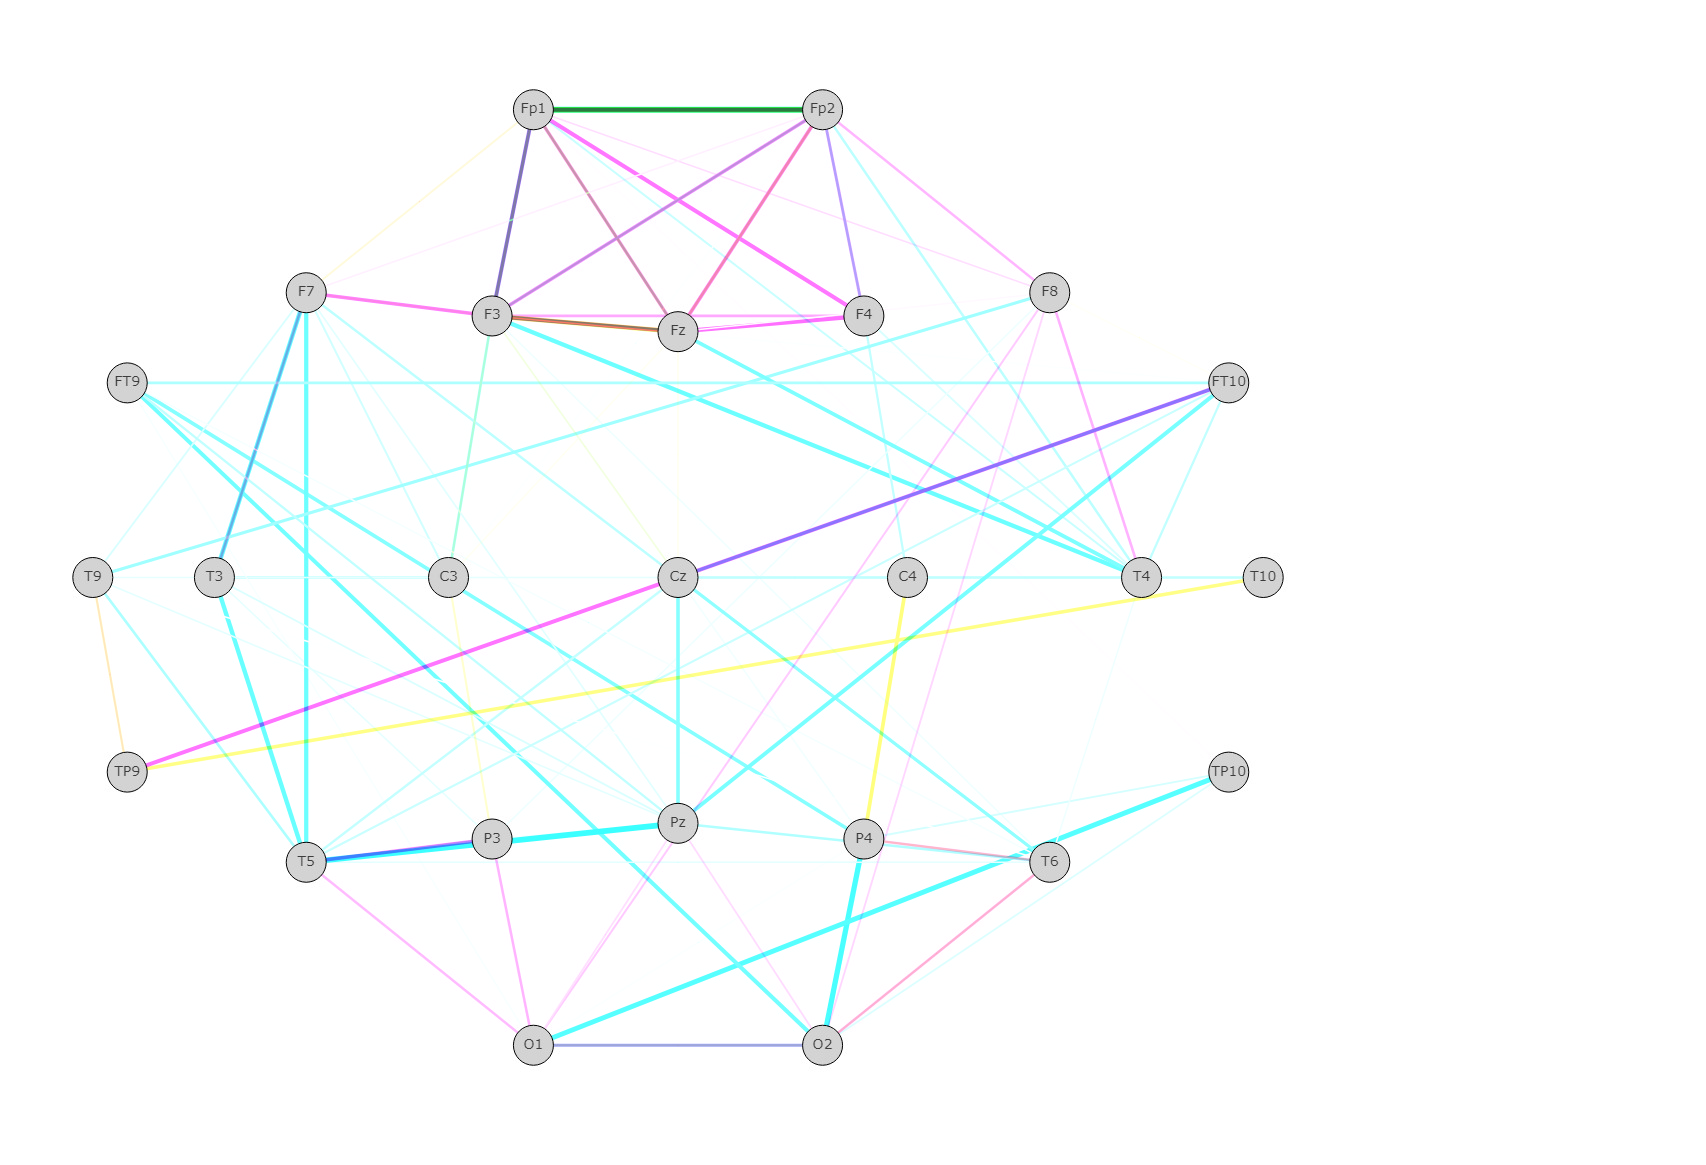 Fp1 Fp2
F7 F8
F3 Fz F4
FT9 FT10
T9 T3 C3 Cz C4 T4 T10
TP9 TP10
Pz
P3 P4
T5 T6
O1 O2